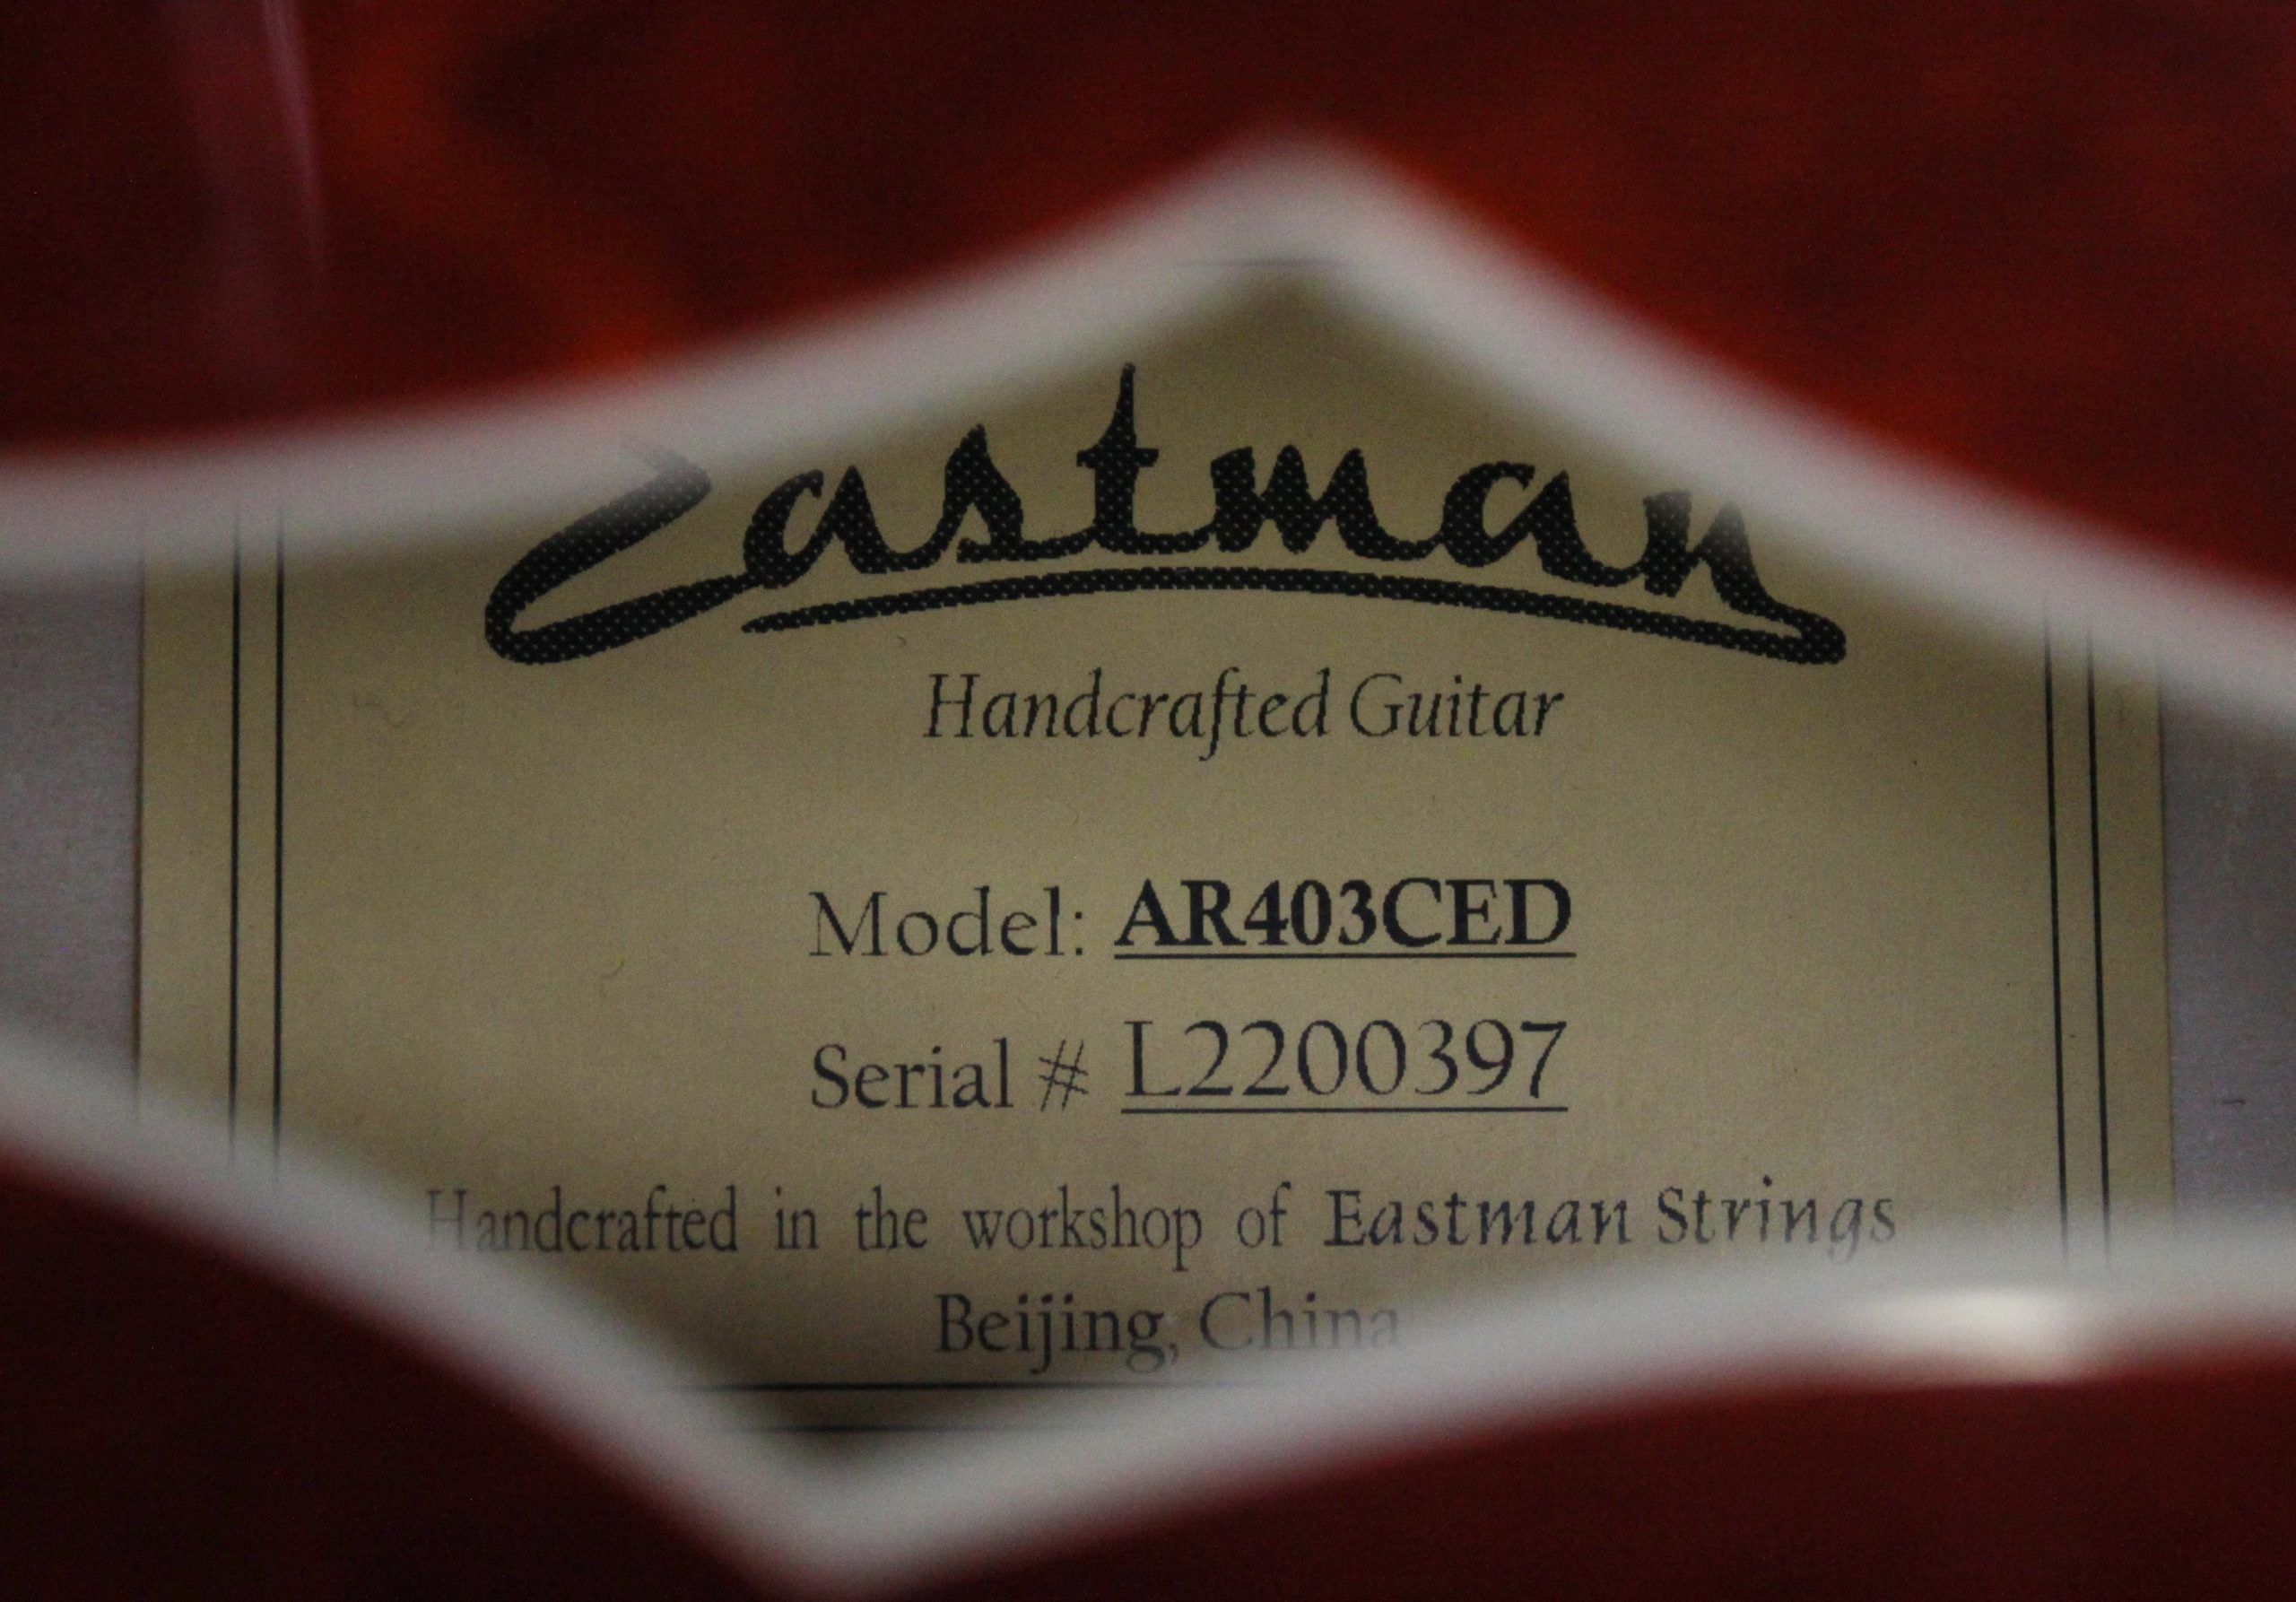 Eastman
Handcrafted Guitar
Model: AR403CED
Serial # L2200397
Handcrafted in the workshop of Eastman Strings
Beijing, China